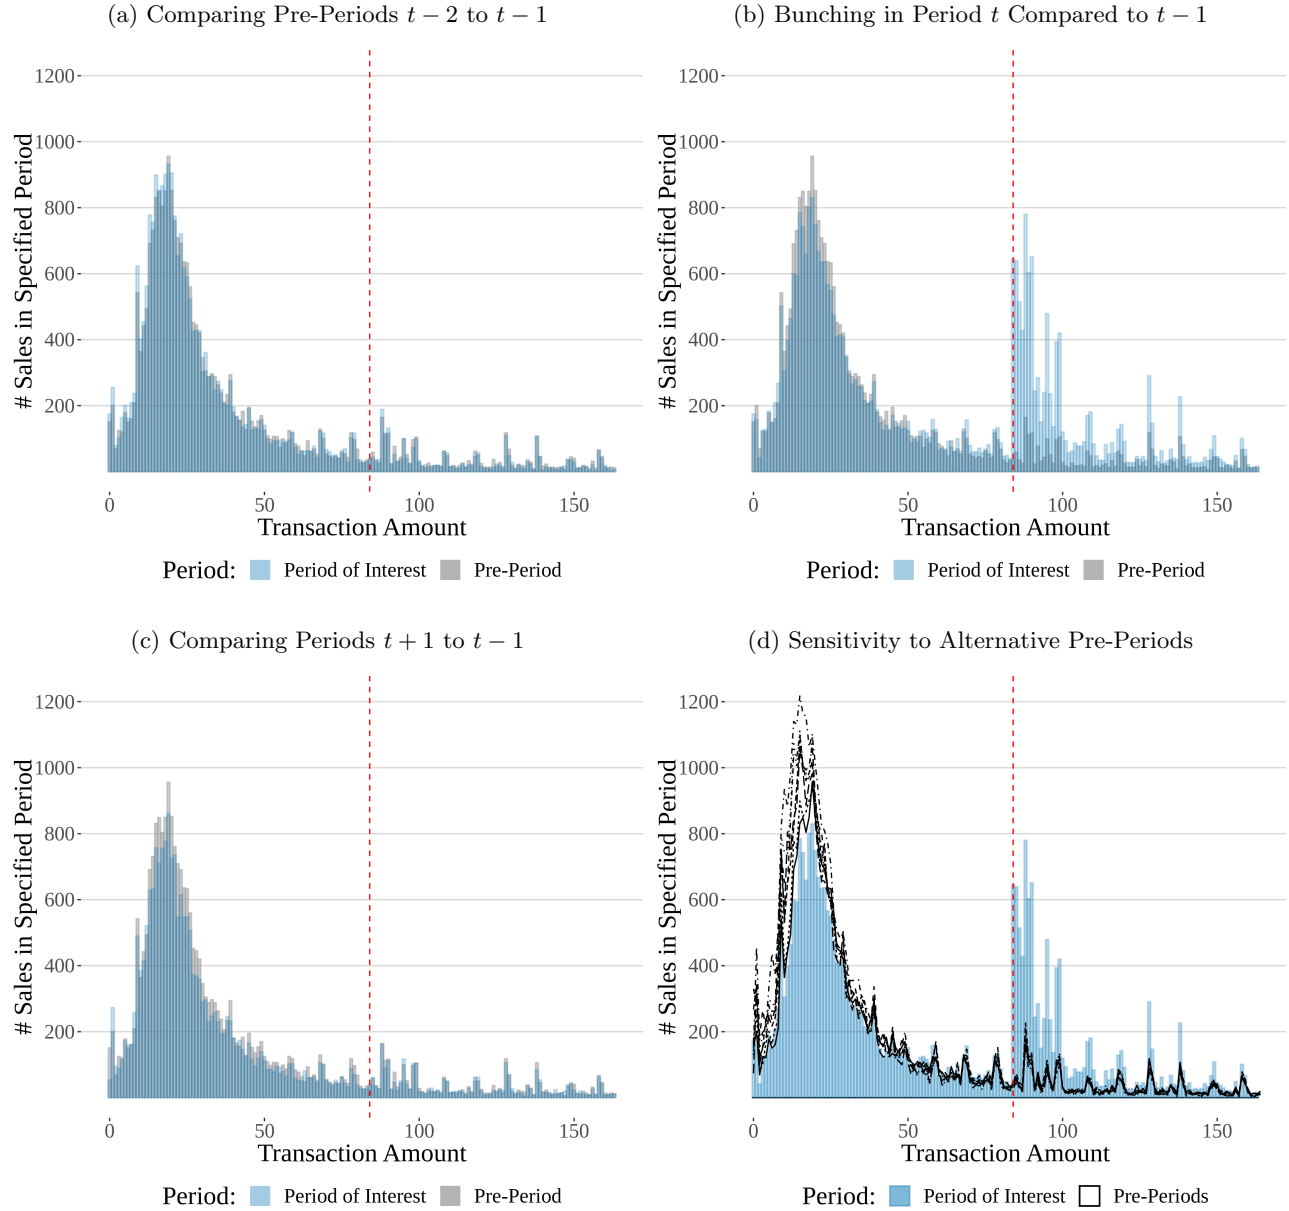 (a) Comparing Pre-Periods t − 2 to t − 1
1200
1000
800
600
400
200
# Sales in Specified Period
0 50 100 150
Transaction Amount
Period: Period of Interest Pre-Period
(b) Bunching in Period t Compared to t − 1
1200
1000
800
600
400
200
# Sales in Specified Period
0 50 100 150
Transaction Amount
Period: Period of Interest Pre-Period
(c) Comparing Periods t + 1 to t − 1
1200
1000
800
600
400
200
# Sales in Specified Period
0 50 100 150
Transaction Amount
Period: Period of Interest Pre-Period
(d) Sensitivity to Alternative Pre-Periods
1200
1000
800
600
400
200
# Sales in Specified Period
0 50 100 150
Transaction Amount
Period: Period of Interest Pre-Periods